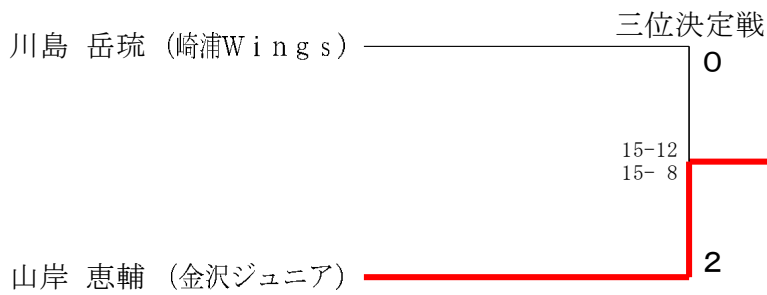 三位決定戦
川島 岳琉 (崎浦Ｗｉｎｇｓ)
0
15-12
15- 8
2
山岸 恵輔 (金沢ジュニア)